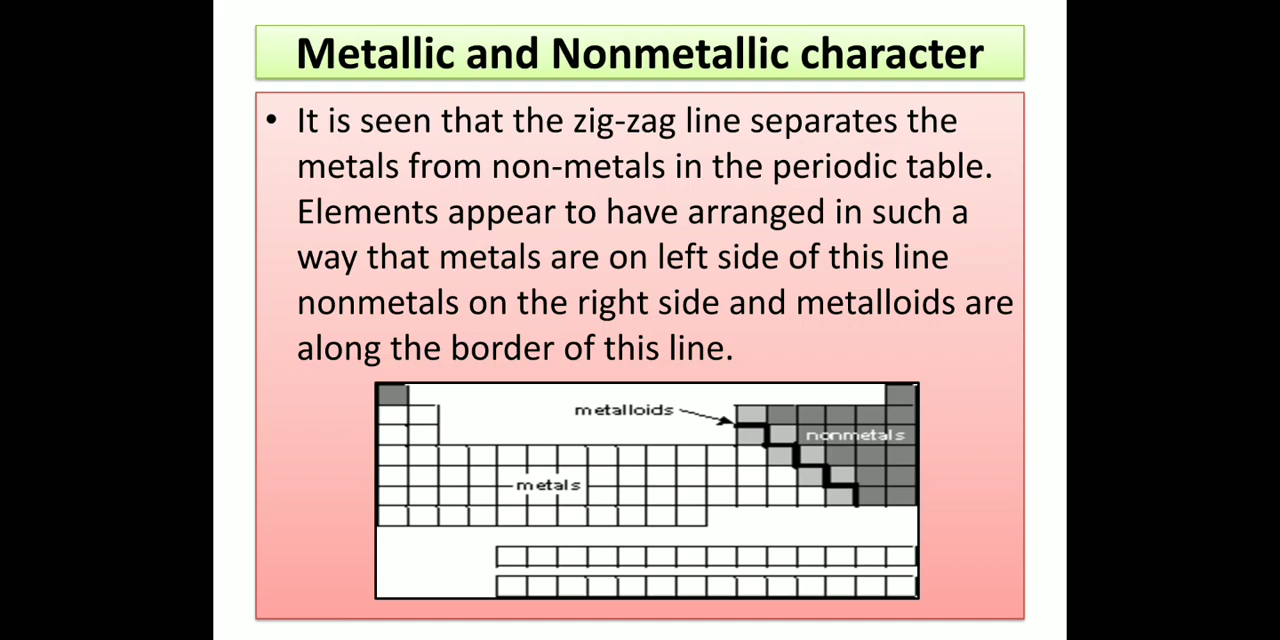 Metallic and Nonmetallic character
• It is seen that the zig-zag line separates the
metals from non-metals in the periodic table.
Elements appear to have arranged in such a
way that metals are on left side of this line
nonmetals on the right side and metalloids are
along the border of this line.
metalloids
nonmetals
metals